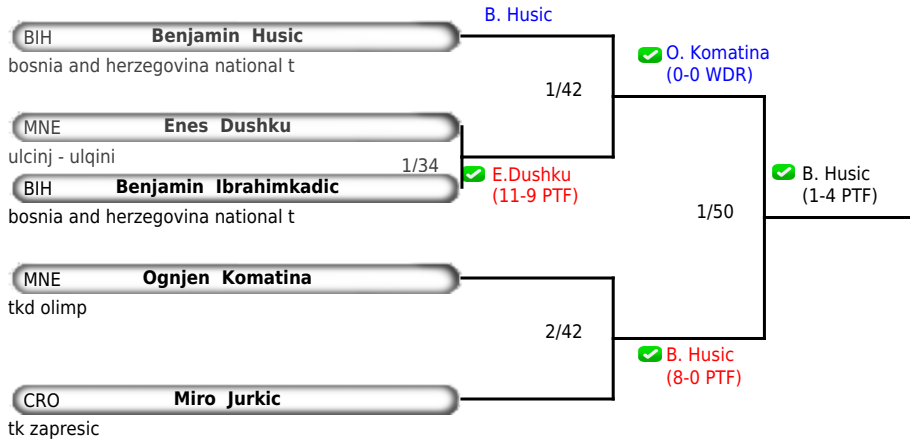 B. Husic
BIH Benjamin Husic
bosnia and herzegovina national t
O. Komatina
(0-0 WDR)
1/42
MNE Enes Dushku
ulcinj - ulqini
1/34
E.Dushku
(11-9 PTF)
BIH Benjamin Ibrahimkadic
bosnia and herzegovina national t
B. Husic
(1-4 PTF)
1/50
MNE Ognjen Komatina
tkd olimp
2/42
B. Husic
(8-0 PTF)
CRO Miro Jurkic
tk zapresic